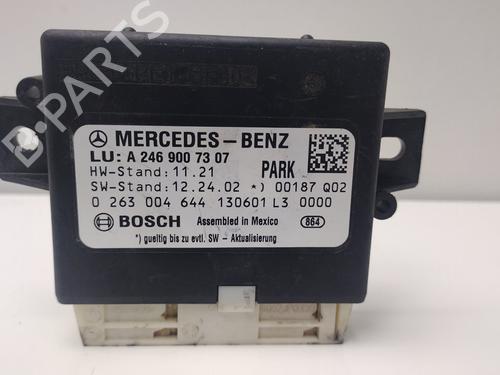 MERCEDES-BENZ
LU: A 246 900 73 07
HW-Stand: 11.21 PARK
SW-Stand: 12.24.02 *) 00187 Q02
0 263 004 644 130601 L3 0000
BOSCH Assembled in Mexico 864
*) gueltig bis zu evtl. SW - Aktualisierung